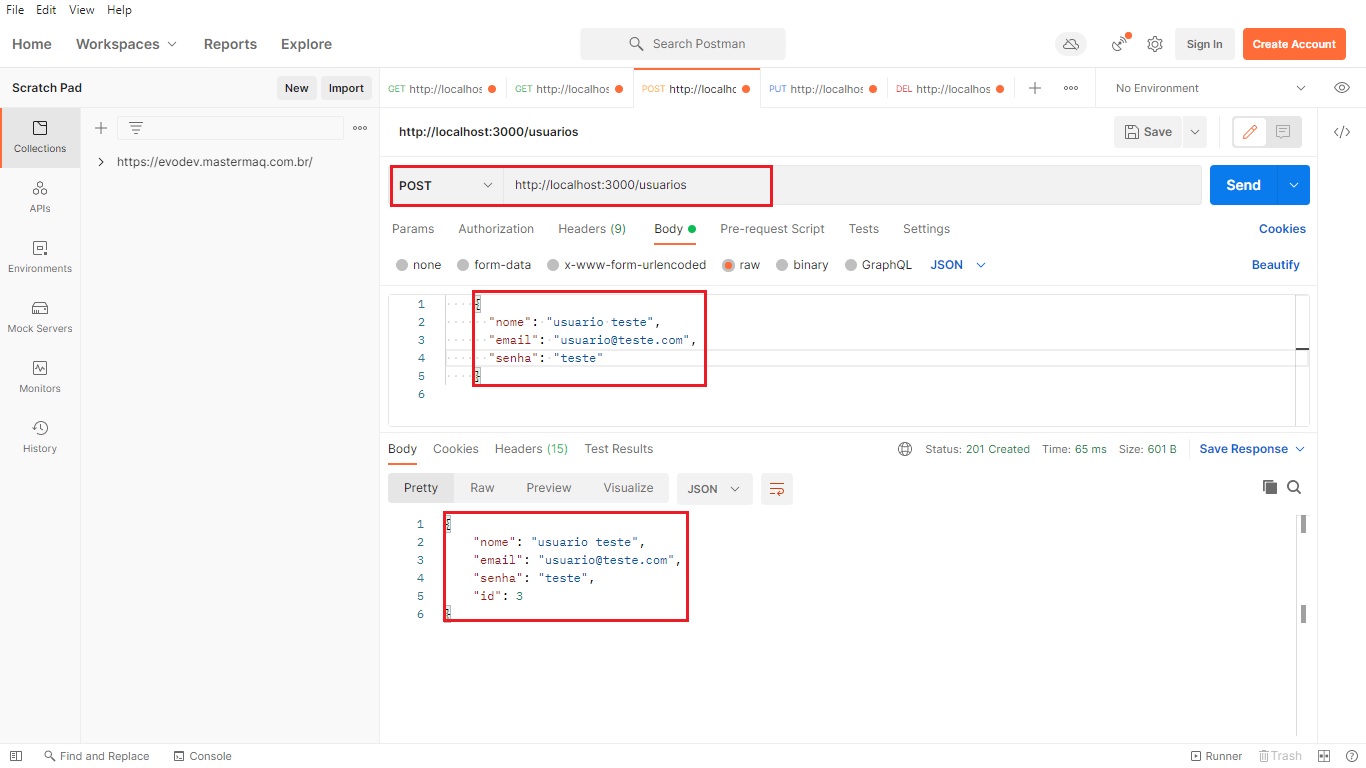 File Edit View Help
Home Workspaces Reports Explore Search Postman Sign In Create Account
Scratch Pad New Import
GET http://localhos GET http://localhos POST http://localhc PUT http://localhos DEL http://localhos No Environment
http://localhost:3000/usuarios Save
Collections
https://evodev.mastermaq.com.br/
APIs
Environments
Mock Servers
Monitors
History
POST http://localhost:3000/usuarios Send
Params Authorization Headers (9) Body Pre-request Script Tests Settings Cookies
none form-data x-www-form-urlencoded raw binary GraphQL JSON Beautify
1 {
2 "nome": "usuario teste",
3 "email": "usuario@teste.com",
4 "senha": "teste"
5 }
6
Body Cookies Headers (15) Test Results Status: 201 Created Time: 65 ms Size: 601 B Save Response
Pretty Raw Preview Visualize JSON
1 {
2 "nome": "usuario teste",
3 "email": "usuario@teste.com",
4 "senha": "teste",
5 "id": 3
6 }
Find and Replace Console Runner Trash